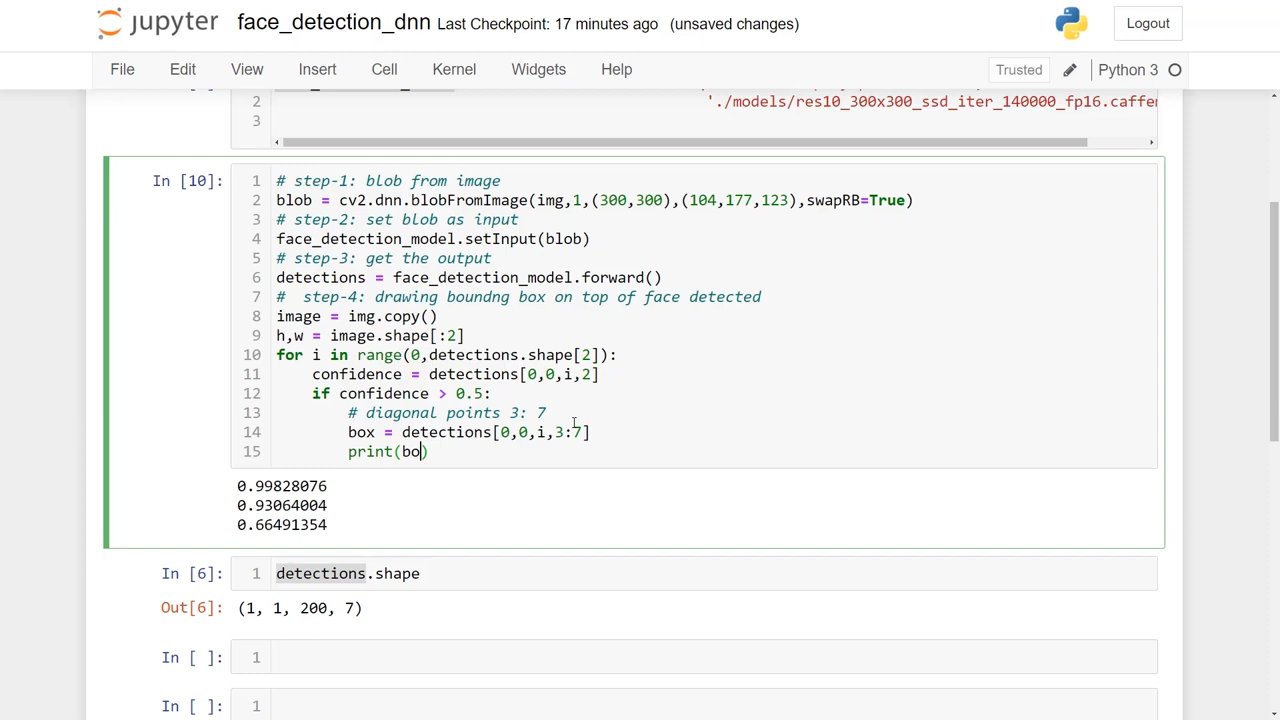 jupyter face_detection_dnn Last Checkpoint: 17 minutes ago (unsaved changes) Logout
File Edit View Insert Cell Kernel Widgets Help Trusted Python 3
2 './models/res10_300x300_ssd_iter_140000_fp16.caffem
3
In [10]: 1 # step-1: blob from image
2 blob = cv2.dnn.blobFromImage(img,1,(300,300),(104,177,123),swapRB=True)
3 # step-2: set blob as input
4 face_detection_model.setInput(blob)
5 # step-3: get the output
6 detections = face_detection_model.forward()
7 #  step-4: drawing boundng box on top of face detected
8 image = img.copy()
9 h,w = image.shape[:2]
10 for i in range(0,detections.shape[2]):
11     confidence = detections[0,0,i,2]
12     if confidence > 0.5:
13         # diagonal points 3: 7
14         box = detections[0,0,i,3:7]
15         print(bo)
0.99828076
0.93064004
0.66491354
In [6]: 1 detections.shape
Out[6]: (1, 1, 200, 7)
In [ ]: 1
In [ ]: 1